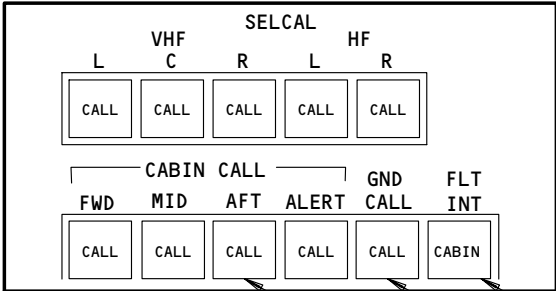 SELCAL
VHF HF
L C R L R
CALL CALL CALL CALL CALL
CABIN CALL
GND FLT
FWD MID AFT ALERT CALL INT
CALL CALL CALL CALL CALL CABIN